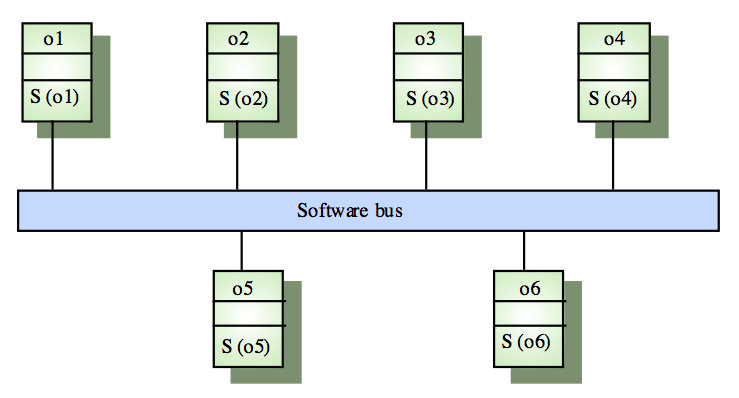 o1
o2
o3
o4
S (o1)
S (o2)
S (o3)
S (o4)
Software bus
o5
o6
S (o5)
S (o6)